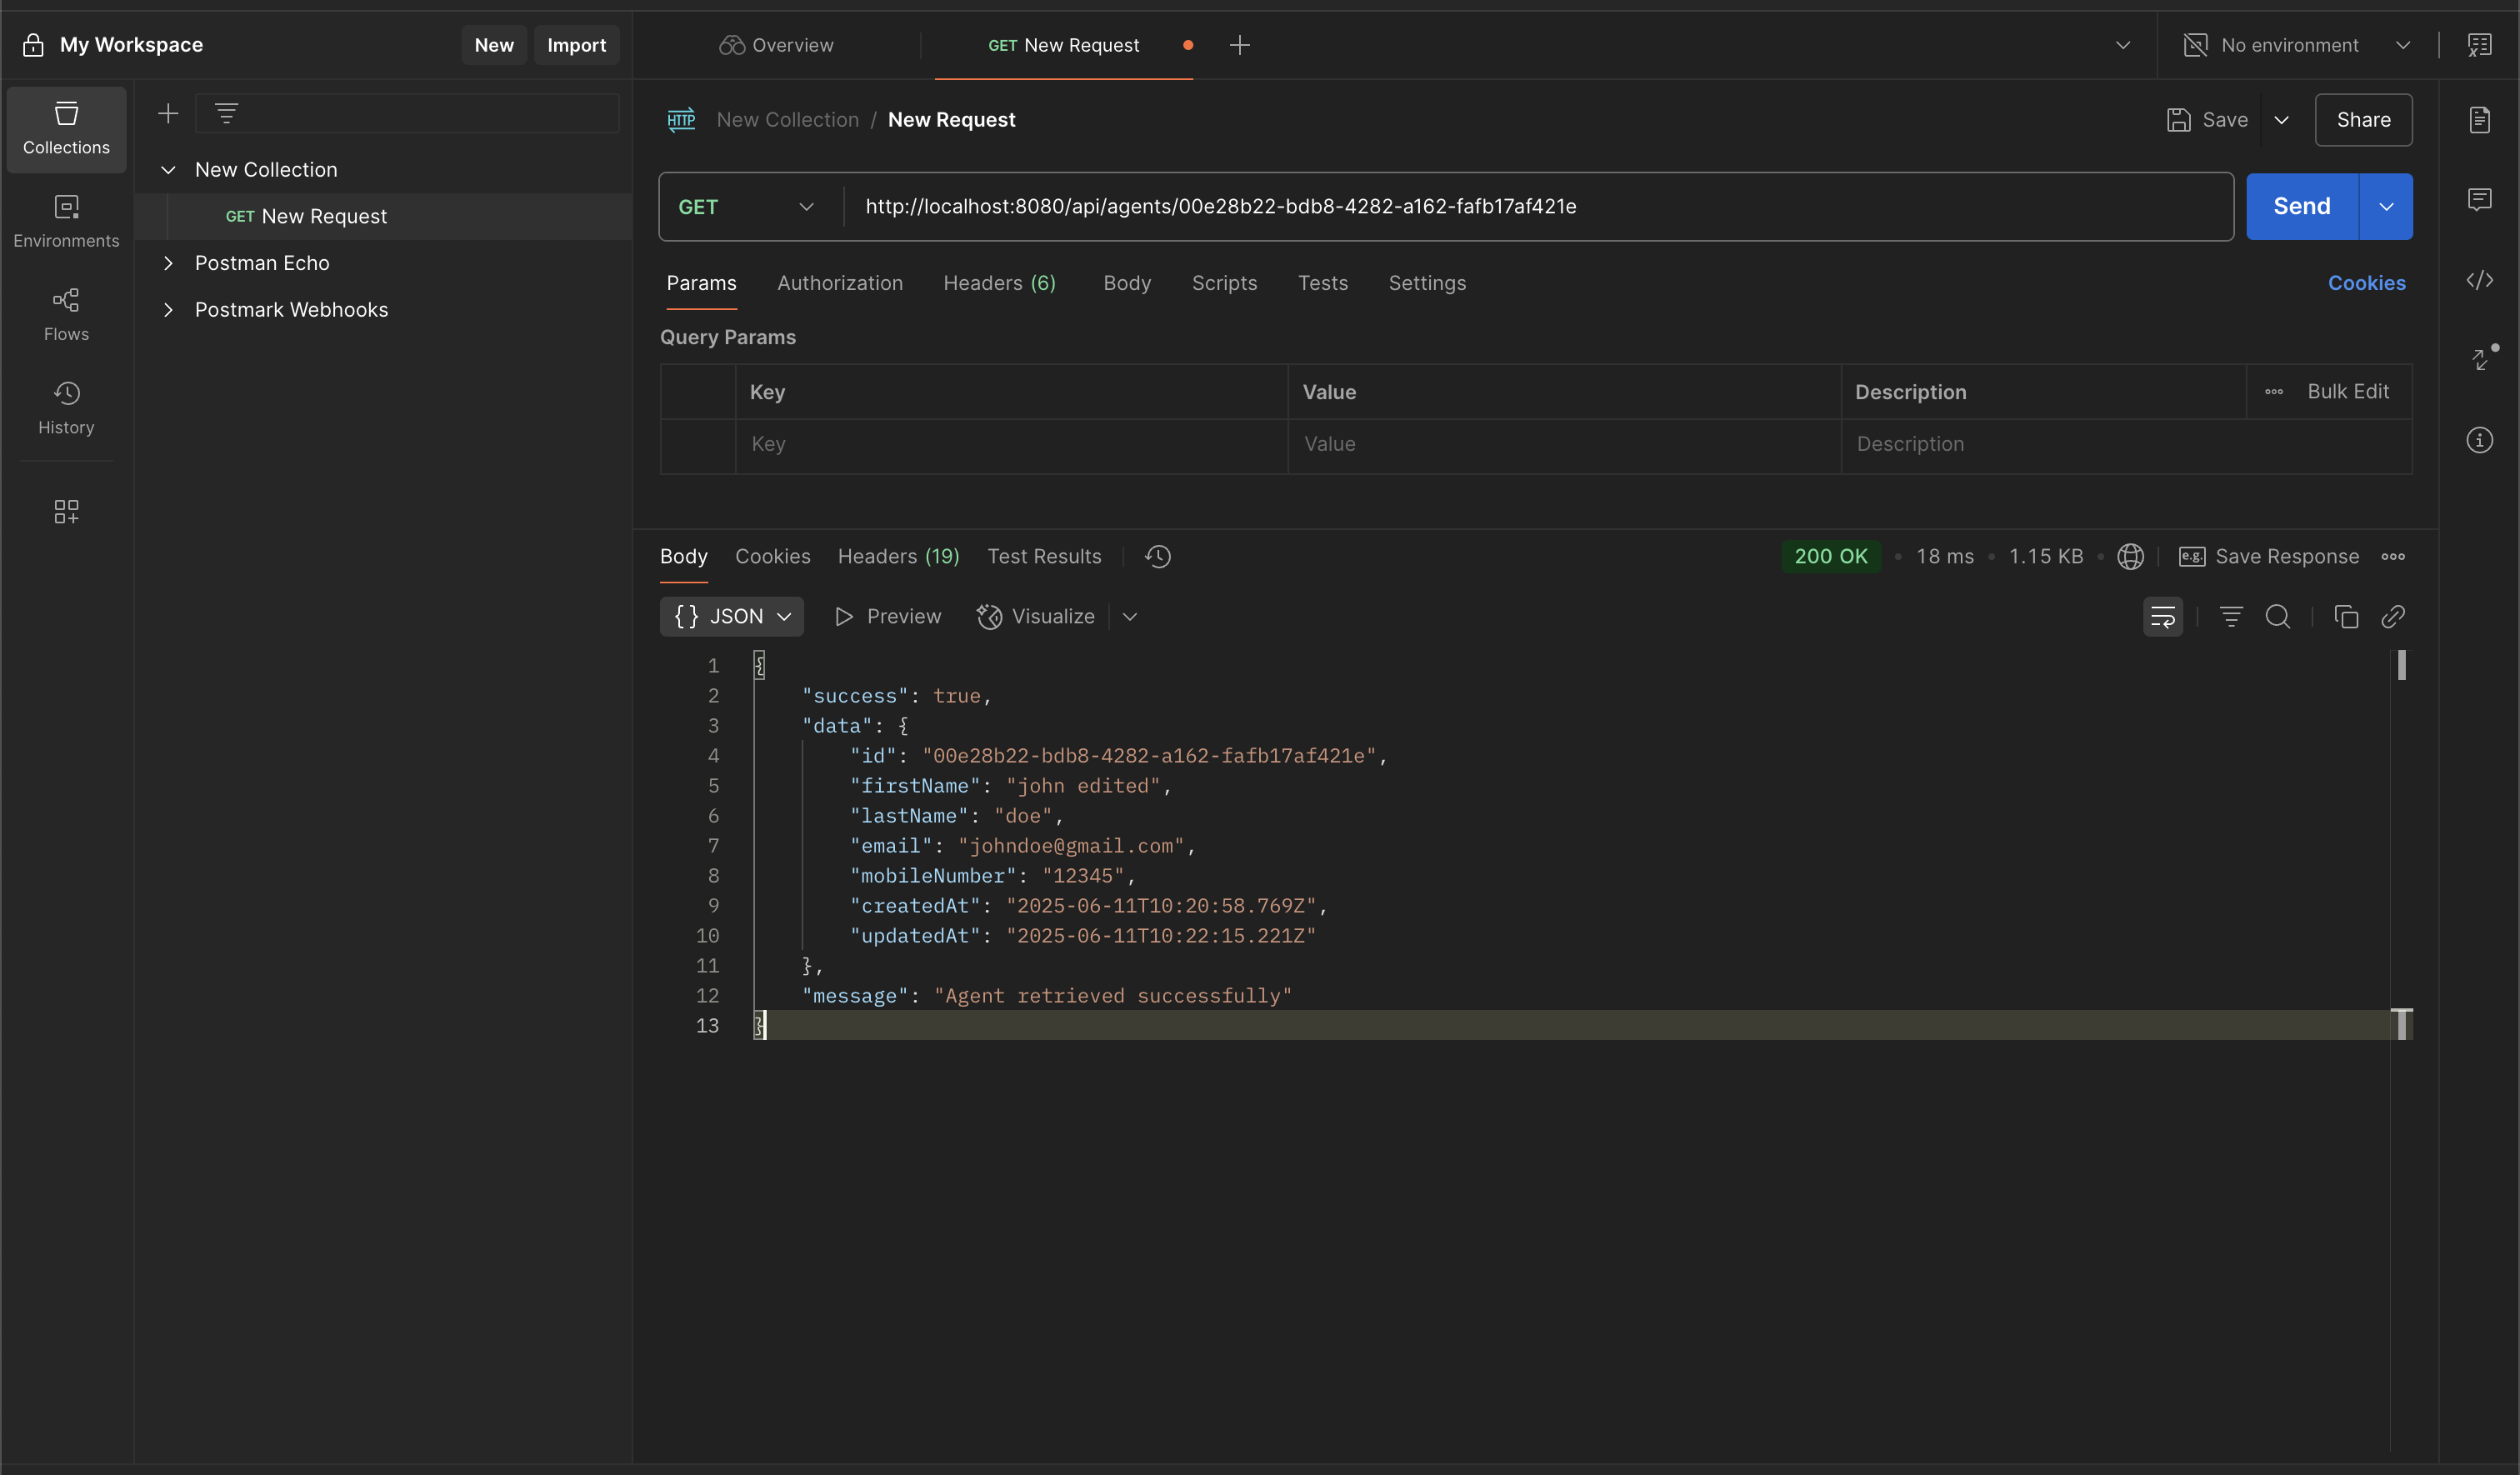 My Workspace
New
Import
Overview
GET New Request
No environment
Collections
Environments
Flows
History
New Collection
GET New Request
Postman Echo
Postmark Webhooks
HTTP New Collection / New Request
Save
Share
GET
http://localhost:8080/api/agents/00e28b22-bdb8-4282-a162-fafb17af421e
Send
Params Authorization Headers (6) Body Scripts Tests Settings
Cookies
Query Params
Key Value Description Bulk Edit
Key Value Description
Body Cookies Headers (19) Test Results
200 OK • 18 ms • 1.15 KB • e.g. Save Response
{} JSON Preview Visualize
1 {
2 "success": true,
3 "data": {
4 "id": "00e28b22-bdb8-4282-a162-fafb17af421e",
5 "firstName": "john edited",
6 "lastName": "doe",
7 "email": "johndoe@gmail.com",
8 "mobileNumber": "12345",
9 "createdAt": "2025-06-11T10:20:58.769Z",
10 "updatedAt": "2025-06-11T10:22:15.221Z"
11 },
12 "message": "Agent retrieved successfully"
13 }